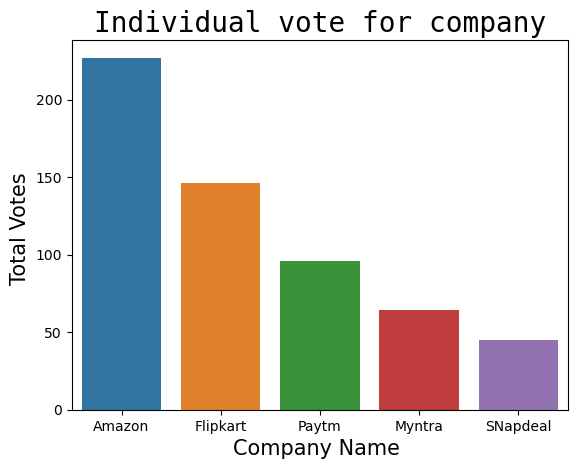 Individual vote for company
Total Votes
200
150
100
50
0
Amazon Flipkart Paytm Myntra SNapdeal
Company Name